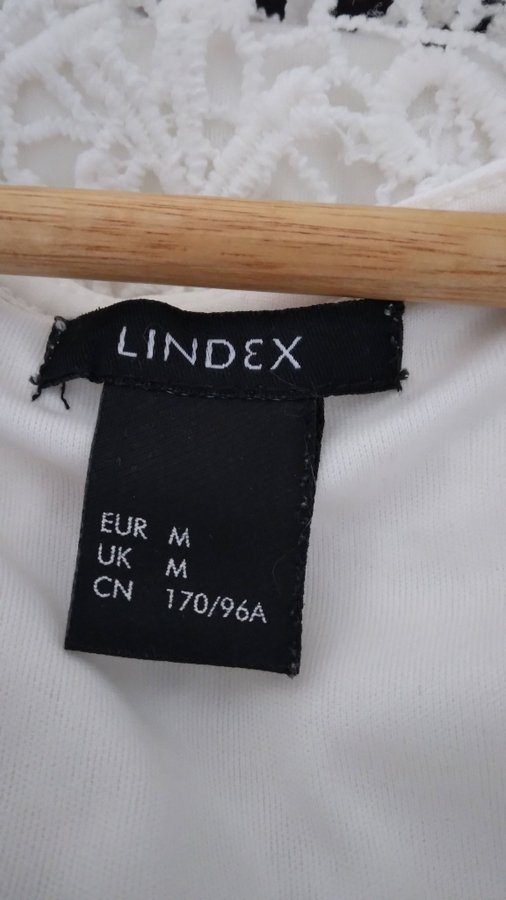 LINDEX
EUR M
UK M
CN 170/96A